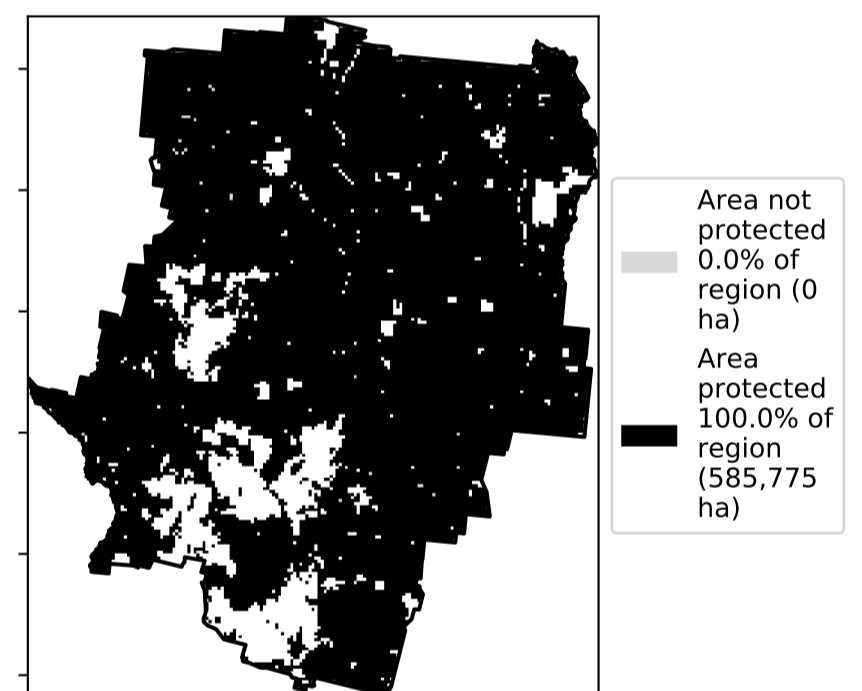 Area not
protected
0.0% of
region (0
ha)
Area
protected
100.0% of
region
(585,775
ha)